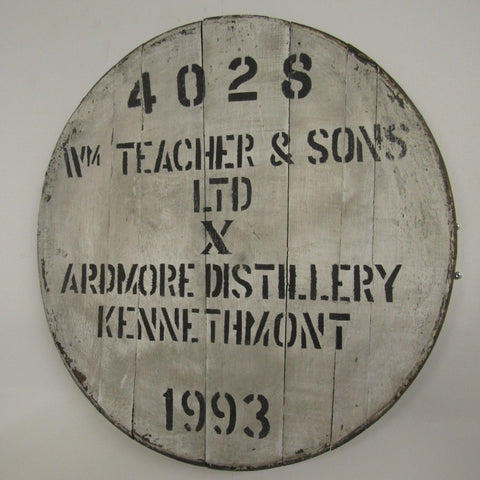 4028
WM TEACHER & SONS
LTD
X
ARDMORE DISTILLERY
KENNETHMONT
1993